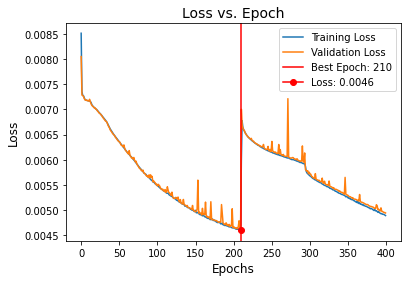 Loss vs. Epoch
Training Loss
Validation Loss
Best Epoch: 210
Loss: 0.0046
0.0085
0.0080
0.0075
0.0070
0.0065
0.0060
0.0055
0.0050
0.0045
Loss
0 50 100 150 200 250 300 350 400
Epochs